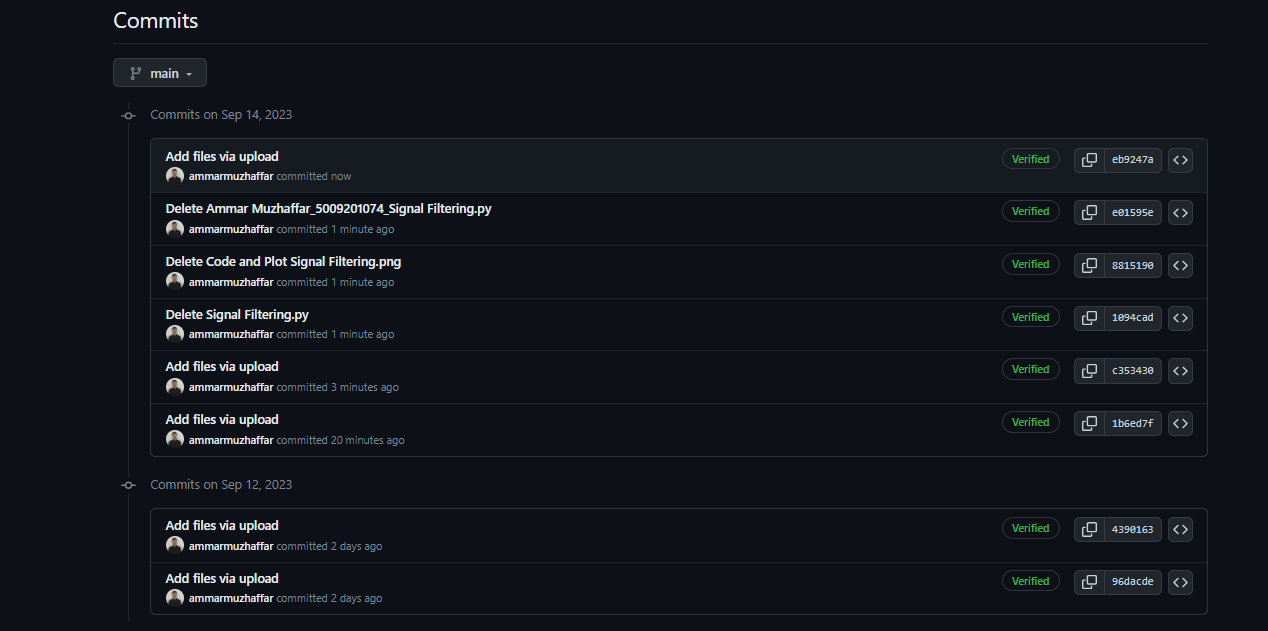 Commits
main
Commits on Sep 14, 2023
Add files via upload
Verified eb9247a
ammarmuzhaffar committed now
Delete Ammar Muzhaffar_5009201074_Signal Filtering.py
Verified e01595e
ammarmuzhaffar committed 1 minute ago
Delete Code and Plot Signal Filtering.png
Verified 8815190
ammarmuzhaffar committed 1 minute ago
Delete Signal Filtering.py
Verified 1094cad
ammarmuzhaffar committed 1 minute ago
Add files via upload
Verified c353430
ammarmuzhaffar committed 3 minutes ago
Add files via upload
Verified 1b6ed7f
ammarmuzhaffar committed 20 minutes ago
Commits on Sep 12, 2023
Add files via upload
Verified 4390163
ammarmuzhaffar committed 2 days ago
Add files via upload
Verified 96dacde
ammarmuzhaffar committed 2 days ago